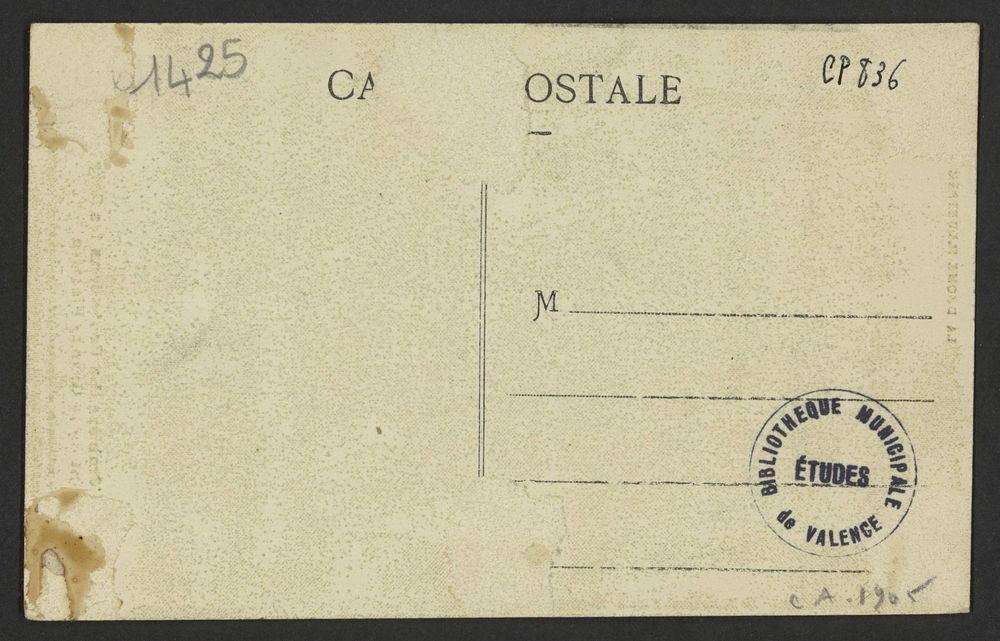 1425
CA OSTALE
CP 836
M
BIBLIOTHEQUE MUNICIPALE
ÉTUDES
de VALENCE
CA.1905